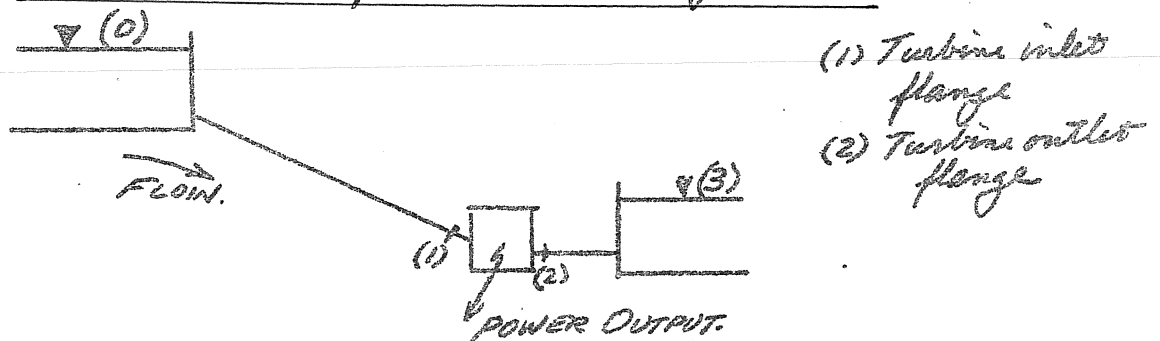 (0)
(1) Turbine inlet
flange
(2) Turbine outlet
flange
FLOW.
(3)
(1)
(2)
POWER OUTPUT.